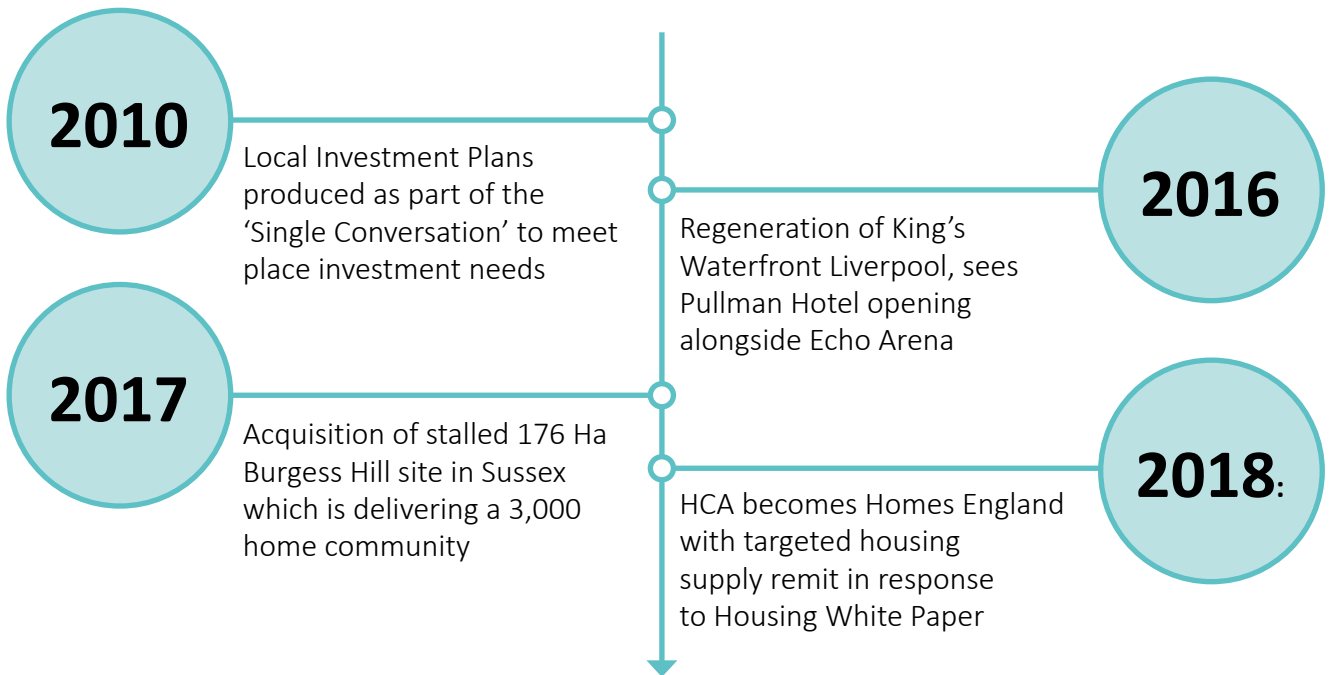 2010
Local Investment Plans
produced as part of the
‘Single Conversation’ to meet
place investment needs
2016
Regeneration of King’s
Waterfront Liverpool, sees
Pullman Hotel opening
alongside Echo Arena
2017
Acquisition of stalled 176 Ha
Burgess Hill site in Sussex
which is delivering a 3,000
home community
2018:
HCA becomes Homes England
with targeted housing
supply remit in response
to Housing White Paper